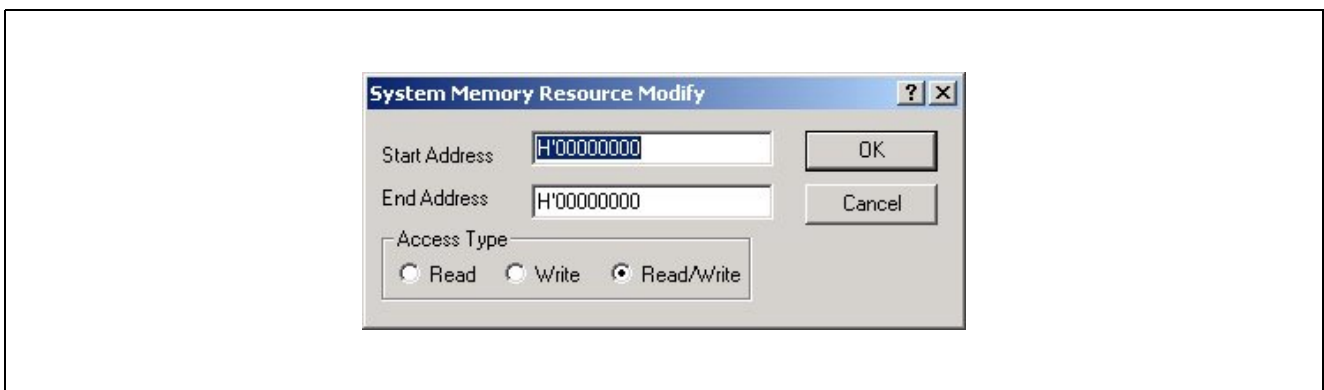 System Memory Resource Modify
Start Address H'00000000 OK
End Address H'00000000 Cancel
Access Type
Read Write Read/Write